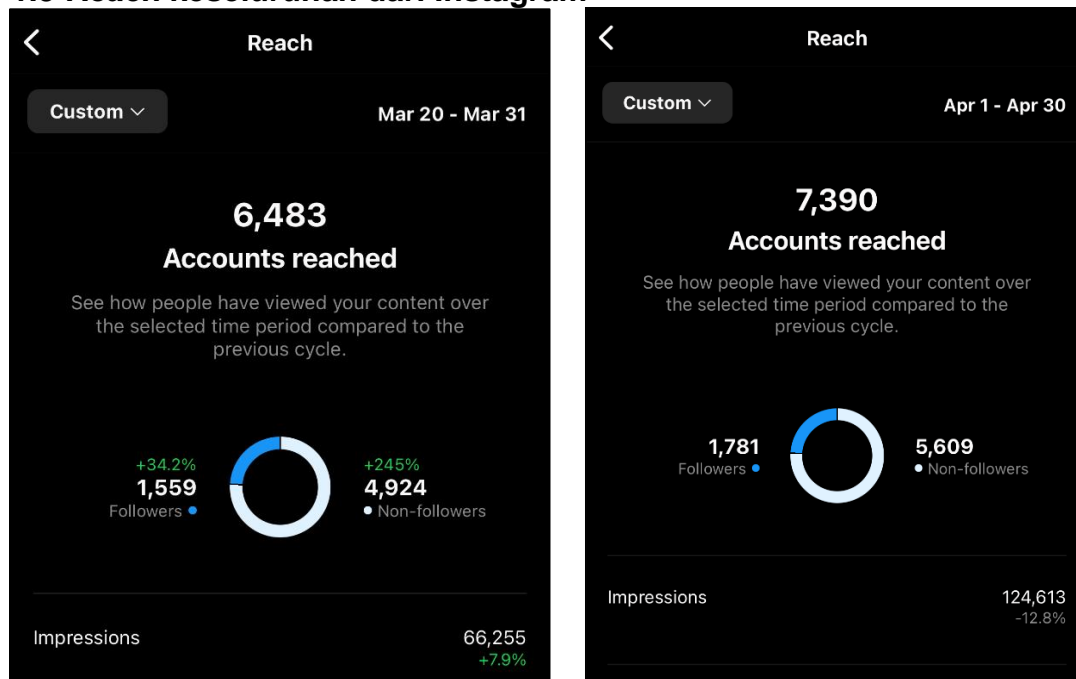 Reach keseluruhan dari Instagram
Reach
Custom
Mar 20 - Mar 31
6,483
Accounts reached
See how people have viewed your content over
the selected time period compared to the
previous cycle.
+34.2%
1,559
Followers
+245%
4,924
Non-followers
Impressions
66,255
+7.9%
Reach
Custom
Apr 1 - Apr 30
7,390
Accounts reached
See how people have viewed your content over
the selected time period compared to the
previous cycle.
1,781
Followers
5,609
Non-followers
Impressions
124,613
-12.8%